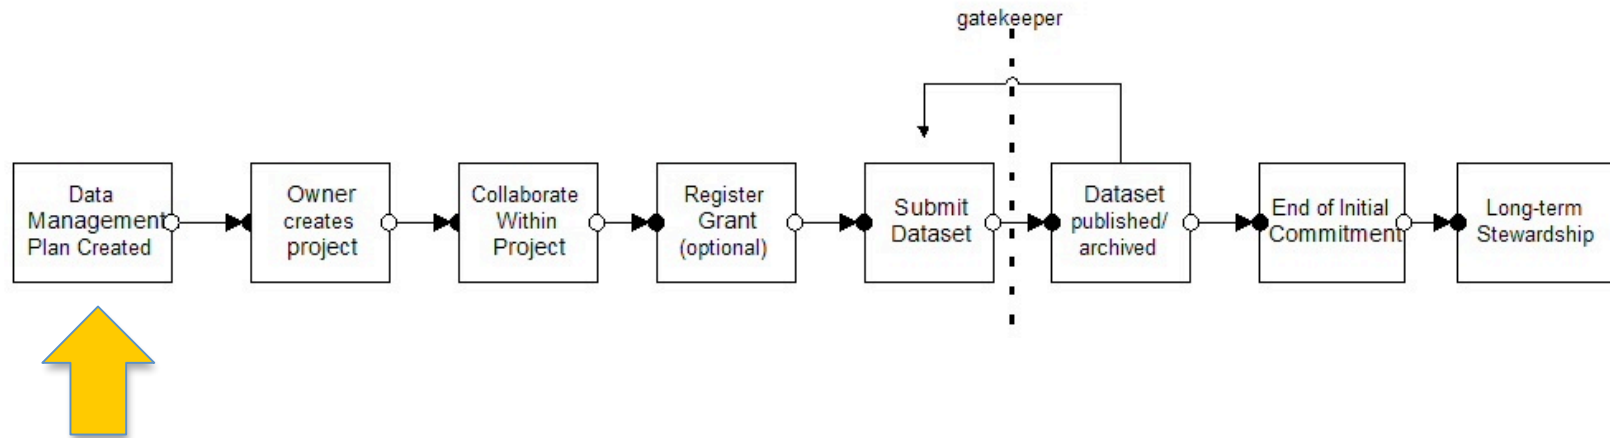 gatekeeper
Data
Management
Plan Created
Owner
creates
project
Collaborate
Within
Project
Register
Grant
(optional)
Submit
Dataset
Dataset
published/
archived
End of Initial
Commitment
Long-term
Stewardship